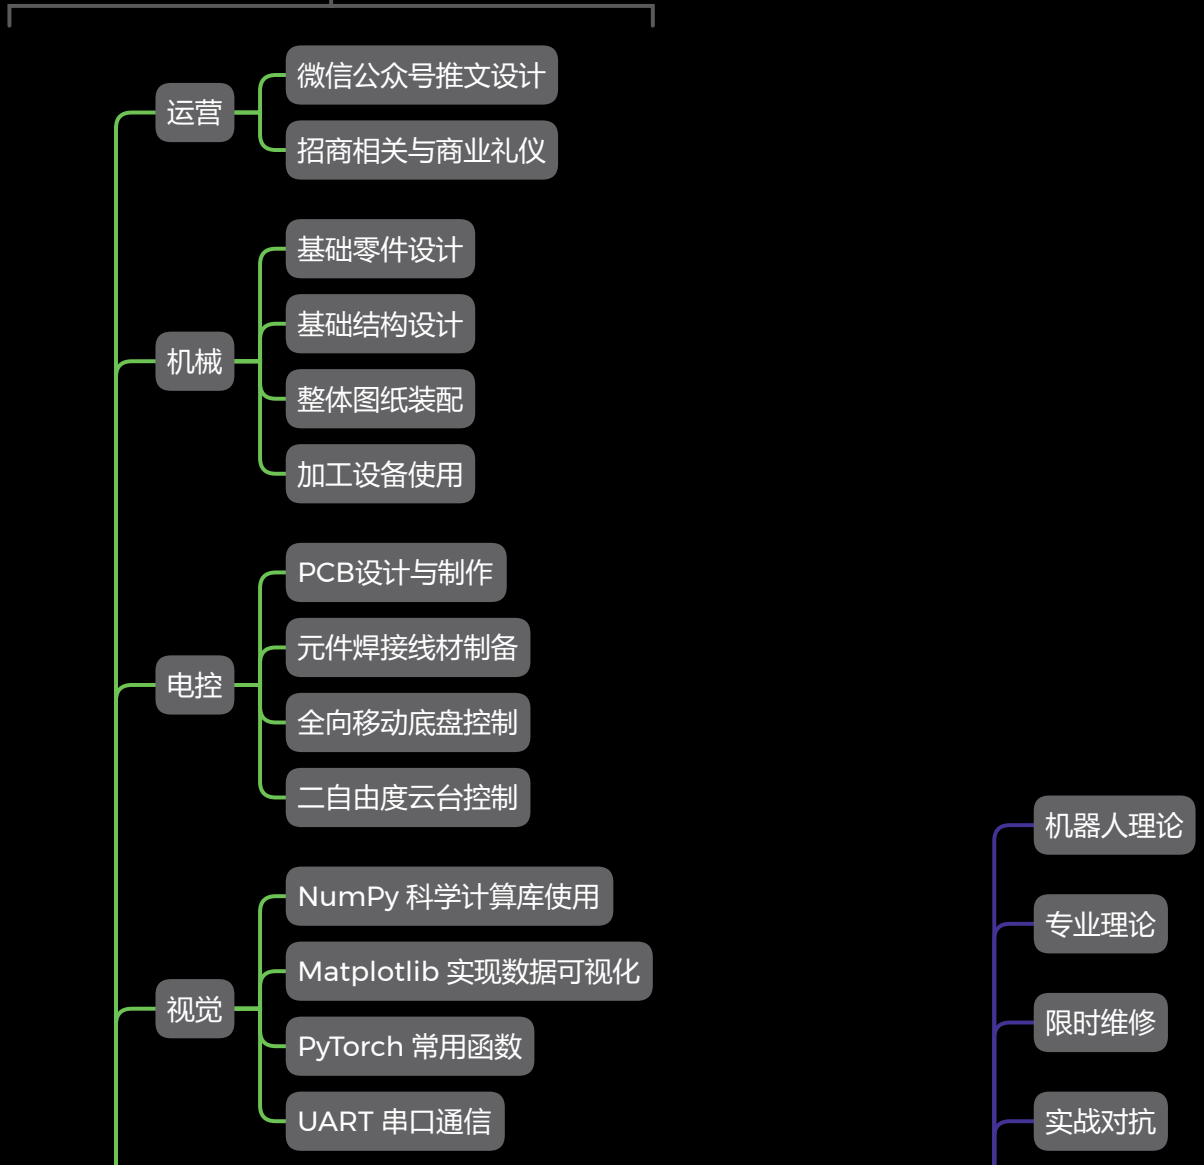 运营
微信公众号推文设计
招商相关与商业礼仪
机械
基础零件设计
基础结构设计
整体图纸装配
加工设备使用
电控
PCB设计与制作
元件焊接线材制备
全向移动底盘控制
二自由度云台控制
视觉
NumPy 科学计算库使用
Matplotlib 实现数据可视化
PyTorch 常用函数
UART 串口通信
机器人理论
专业理论
限时维修
实战对抗